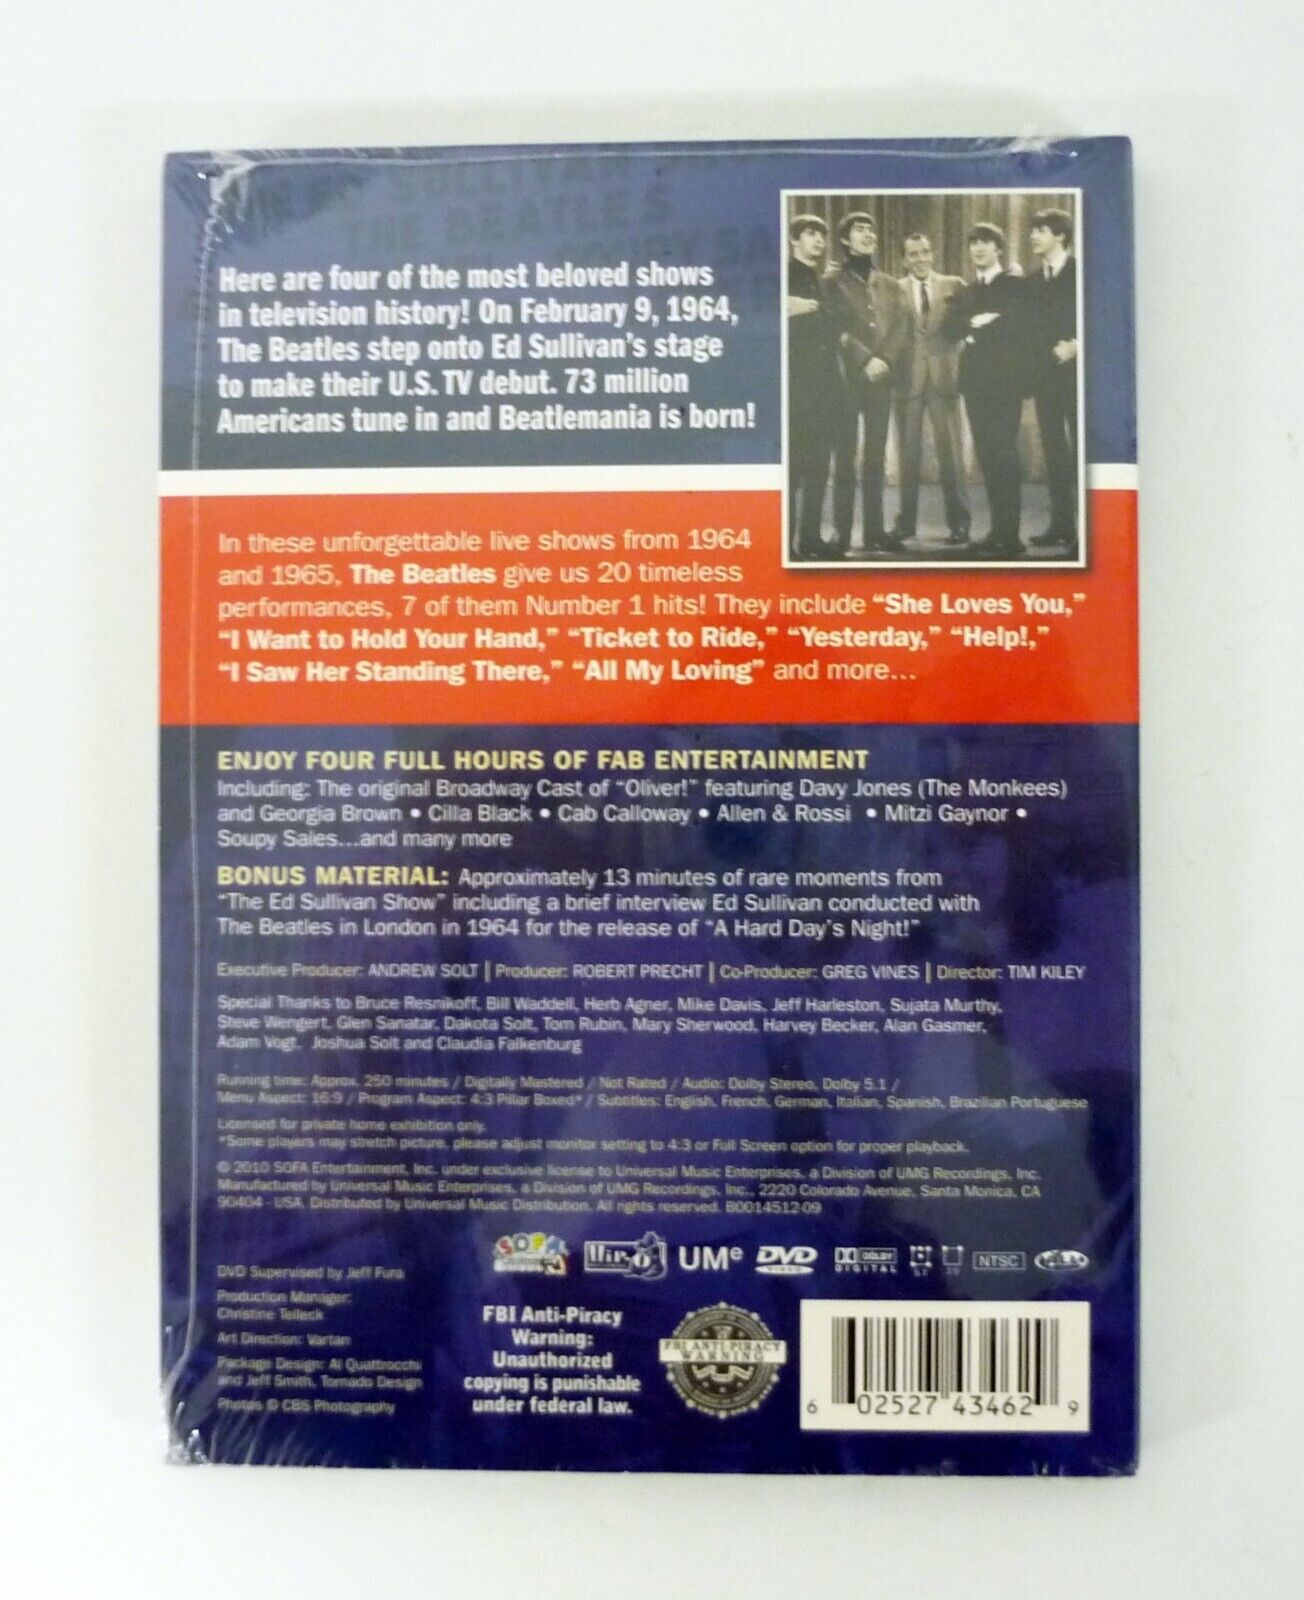 THE BEATLES
Here are four of the most beloved shows
in television history! On February 9, 1964,
The Beatles step onto Ed Sullivan's stage
to make their U.S. TV debut. 73 million
Americans tune in and Beatlemania is born!
In these unforgettable live shows from 1964
and 1965, The Beatles give us 20 timeless
performances, 7 of them Number 1 hits! They include “She Loves You,”
“I Want to Hold Your Hand,” “Ticket to Ride,” “Yesterday,” “Help!,”
“I Saw Her Standing There,” “All My Loving” and more...
ENJOY FOUR FULL HOURS OF FAB ENTERTAINMENT
Including: The original Broadway Cast of “Oliver!” featuring Davy Jones (The Monkees)
and Georgia Brown • Cilla Black • Cab Calloway • Allen & Rossi • Mitzi Gaynor •
Soupy Sales...and many more
BONUS MATERIAL: Approximately 13 minutes of rare moments from
“The Ed Sullivan Show” including a brief interview Ed Sullivan conducted with
The Beatles in London in 1964 for the release of “A Hard Day's Night!”
Executive Producer: ANDREW SOLT | Producer: ROBERT PRECHT | Co-Producer: GREG VINES | Director: TIM KILEY
Special Thanks to Bruce Resnikoff, Bill Waddell, Herb Agner, Mike Davis, Jeff Harleston, Sujata Murthy,
Steve Wengert, Glen Sanatar, Dakota Solt, Tom Rubin, Mary Sherwood, Harvey Becker, Alan Gasmer,
Adam Vogt, Joshua Solt and Claudia Falkenburg
Running time: Approx. 250 minutes / Digitally Mastered / Not Rated / Audio: Dolby Stereo, Dolby 5.1 /
Menu Aspect: 16:9 / Program Aspect: 4:3 Pillar Boxed* / Subtitles: English, French, German, Italian, Spanish, Brazilian Portuguese
Licensed for private home exhibition only.
*Some players may stretch picture, please adjust monitor setting to 4:3 or Full Screen option for proper playback.
© 2010 SOFA Entertainment, Inc. under exclusive license to Universal Music Enterprises, a Division of UMG Recordings, Inc.
Manufactured by Universal Music Enterprises, a Division of UMG Recordings, Inc., 2220 Colorado Avenue, Santa Monica, CA
90404 - USA. Distributed by Universal Music Distribution. All rights reserved. B0014512-09
SOFA UMe DVD VIDEO DOLBY DIGITAL NTSC
DVD Supervised by Jeff Fura
Production Manager:
Christine Telleck
Art Direction: Vartan
Package Design: Al Quattrocchi
and Jeff Smith, Tornado Design
Photos © CBS Photography
FBI Anti-Piracy
Warning:
Unauthorized
copying is punishable
under federal law.
FBI ANTI-PIRACY
WARNING
6 02527 43462 9